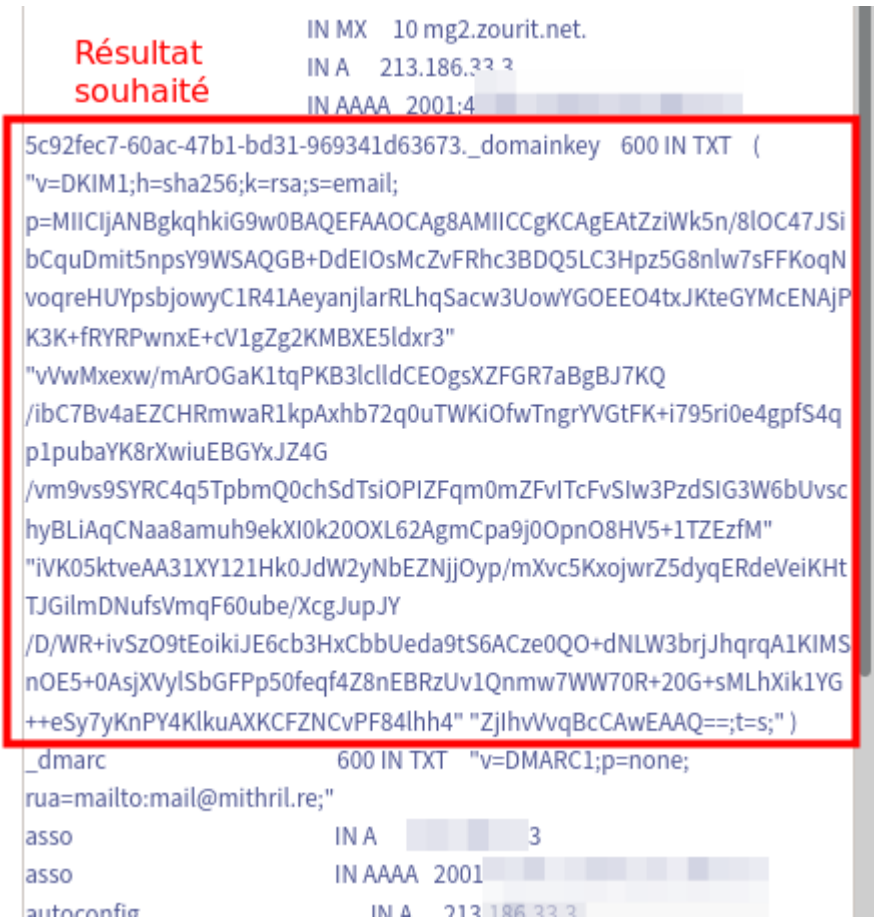 IN MX 10 mg2.zourit.net.
Résultat
souhaité
IN A 213.186.33.3
IN AAAA 2001:4
5c92fec7-60ac-47b1-bd31-969341d63673._domainkey 600 IN TXT (
"v=DKIM1;h=sha256;k=rsa;s=email;
p=MIICIjANBgkqhkiG9w0BAQEFAAOCAg8AMIICCgKCAgEAtZziWk5n/8lOC47JSi
bCquDmit5npsY9WSAQGB+DdEIOsMcZvFRhc3BDQ5LC3Hpz5G8nlw7sFFKoqN
voqreHUYpsbjowyC1R41AeyanjlarRLhqSacw3UowYGOEEO4txJKteGYMcENAjP
K3K+fRYRPwnxE+cV1gZg2KMBXE5ldxr3"
"vVwMxexw/mArOGaK1tqPKB3lclldCEOgsXZFGR7aBgBJ7KQ
/ibC7Bv4aEZCHRmwaR1kpAxhb72q0uTWKiOfwTngrYVGtFK+i795ri0e4gpfS4q
p1pubaYK8rXwiuEBGYxJZ4G
/vm9vs9SYRC4q5TpbmQ0chSdTsiOPIZFqm0mZFvITcFvSIw3PzdSIG3W6bUvsc
hyBLiAqCNaa8amuh9ekXI0k20OXL62AgmCpa9j0OpnO8HV5+1TZEzfM"
"iVK05ktveAA31XY121Hk0JdW2yNbEZNjjOyp/mXvc5KxojwrZ5dyqERdeVeiKHt
TJGilmDNufsVmqF60ube/XcgJupJY
/D/WR+ivSzO9tEoikiJE6cb3HxCbbUeda9tS6ACze0QO+dNLW3brjJhqrqA1KIMS
nOE5+0AsjXVylSbGFPp50feqf4Z8nEBRzUv1Qnmw7WW70R+20G+sMLhXik1YG
++eSy7yKnPY4KlkuAXKCFZNCvPF84lhh4" "ZjIhvVvqBcCAwEAAQ==;t=s;" )
_dmarc 600 IN TXT "v=DMARC1;p=none;
rua=mailto:mail@mithril.re;"
asso IN A 3
asso IN AAAA 2001
autoconfig IN A 213.186.33.3